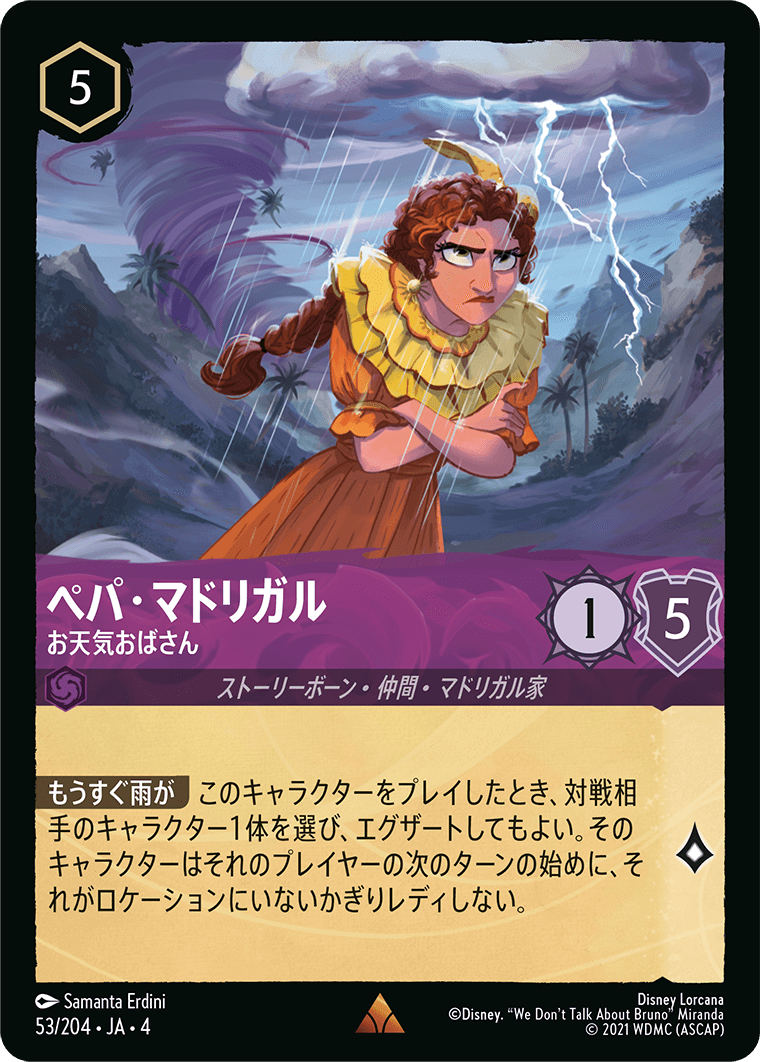 5
ペパ・マドリガル
お天気おばさん
1
5
ストーリーボーン・仲間・マドリガル家
もうすぐ雨が このキャラクターをプレイしたとき、対戦相
手のキャラクター1体を選び、エグザートしてもよい。その
キャラクターはそれのプレイヤーの次のターンの始めに、そ
れがロケーションにいないかぎりレディしない。
Samanta Erdini
53/204・JA・4
Disney Lorcana
©Disney. “We Don’t Talk About Bruno” Miranda
© 2021 WDMC (ASCAP)